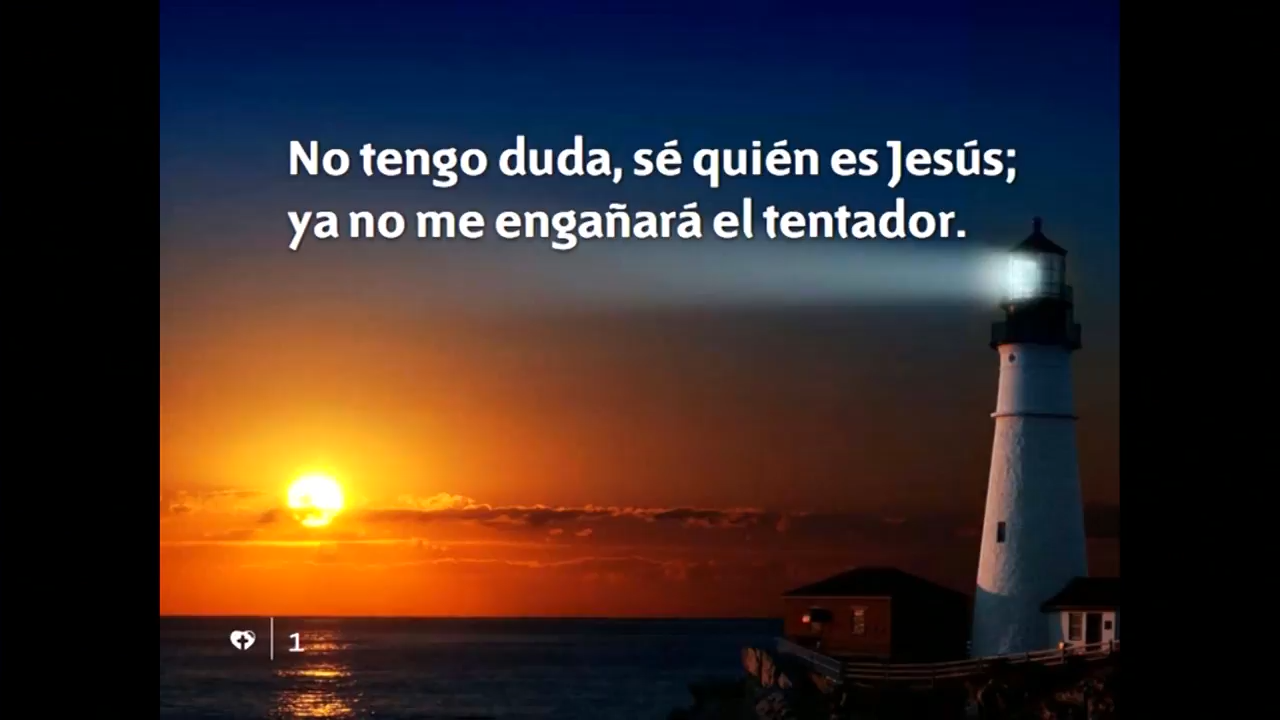 No tengo duda, sé quién es Jesús;
ya no me engañará el tentador.
1